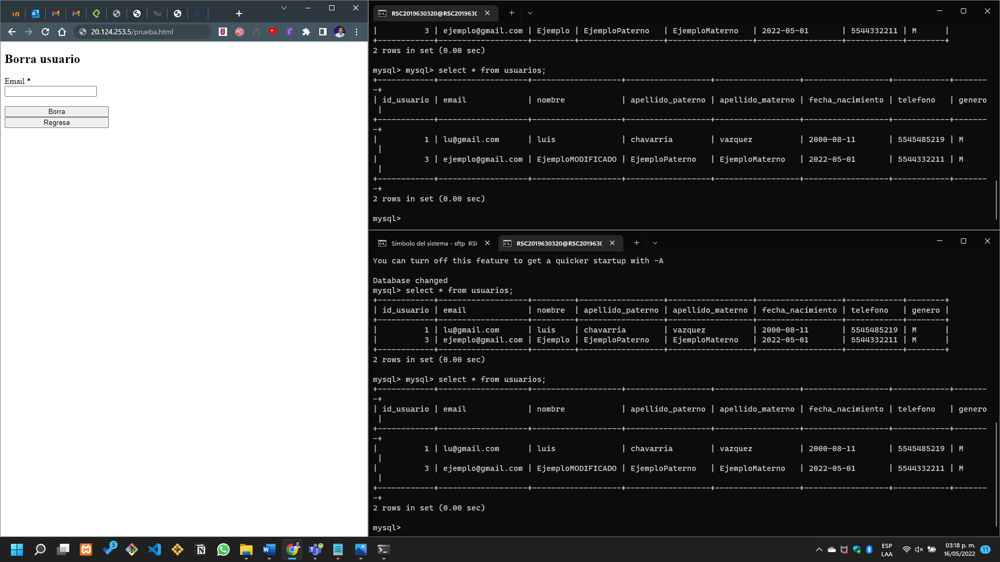 20.124.253.5/prueba.html
Borra usuario
Email *
Borra
Regresa
RSC2019630320@RSC201963(
|          3 | ejemplo@gmail.com | Ejemplo | EjemploPaterno   | EjemploMaterno   | 2022-05-01       | 5544332211 | M      |
+------------+-------------------+---------+------------------+------------------+------------------+------------+--------+
2 rows in set (0.00 sec)
mysql> mysql> select * from usuarios;
+------------+-------------------+-------------------+------------------+------------------+------------------+------------+-------
-+
| id_usuario | email             | nombre            | apellido_paterno | apellido_materno | fecha_nacimiento | telefono   | genero
 |
+------------+-------------------+-------------------+------------------+------------------+------------------+------------+-------
-+
|          1 | lu@gmail.com      | luis              | chavarria        | vazquez          | 2000-08-11       | 5545485219 | M
 |
|          3 | ejemplo@gmail.com | EjemploMODIFICADO | EjemploPaterno   | EjemploMaterno   | 2022-05-01       | 5544332211 | M
 |
+------------+-------------------+-------------------+------------------+------------------+------------------+------------+-------
-+
2 rows in set (0.00 sec)
mysql>
Símbolo del sistema - sftp RSC
RSC2019630320@RSC201963(
You can turn off this feature to get a quicker startup with -A
Database changed
mysql> select * from usuarios;
+------------+-------------------+---------+------------------+------------------+------------------+------------+--------+
| id_usuario | email             | nombre  | apellido_paterno | apellido_materno | fecha_nacimiento | telefono   | genero |
+------------+-------------------+---------+------------------+------------------+------------------+------------+--------+
|          1 | lu@gmail.com      | luis    | chavarria        | vazquez          | 2000-08-11       | 5545485219 | M      |
|          3 | ejemplo@gmail.com | Ejemplo | EjemploPaterno   | EjemploMaterno   | 2022-05-01       | 5544332211 | M      |
+------------+-------------------+---------+------------------+------------------+------------------+------------+--------+
2 rows in set (0.00 sec)
mysql> mysql> select * from usuarios;
+------------+-------------------+-------------------+------------------+------------------+------------------+------------+-------
-+
| id_usuario | email             | nombre            | apellido_paterno | apellido_materno | fecha_nacimiento | telefono   | genero
 |
+------------+-------------------+-------------------+------------------+------------------+------------------+------------+-------
-+
|          1 | lu@gmail.com      | luis              | chavarria        | vazquez          | 2000-08-11       | 5545485219 | M
 |
|          3 | ejemplo@gmail.com | EjemploMODIFICADO | EjemploPaterno   | EjemploMaterno   | 2022-05-01       | 5544332211 | M
 |
+------------+-------------------+-------------------+------------------+------------------+------------------+------------+-------
-+
2 rows in set (0.00 sec)
mysql>
5
ESP
LAA
03:18 p. m.
16/05/2022
11